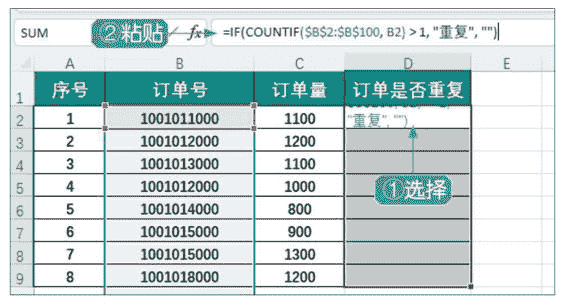 SUM ②粘贴 fx =IF(COUNTIF($B$2:$B$100, B2) > 1, "重复", "")
A B C D E
1 序号 订单号 订单量 订单是否重复
2 1 1001011000 1100 "重复", "")
3 2 1001012000 1200
4 3 1001013000 1100
5 4 1001012000 1000 ①选择
6 5 1001014000 800
7 6 1001015000 900
8 7 1001015000 1300
9 8 1001018000 1200